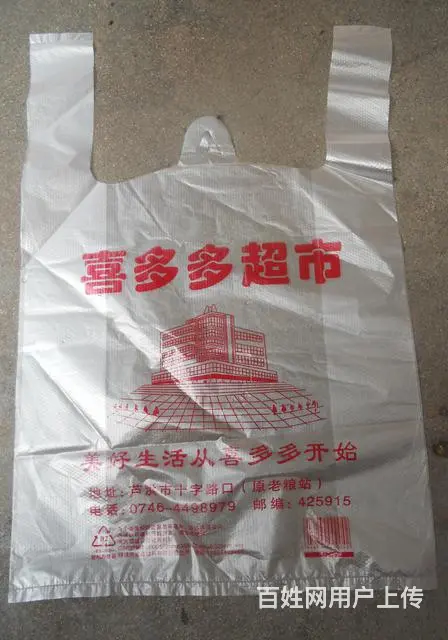 喜多多超市
美好生活从喜多多开始
地址:芦洪市十字路口(原老粮站)
电话:0746-4498979 邮编:425915
百姓网用户上传